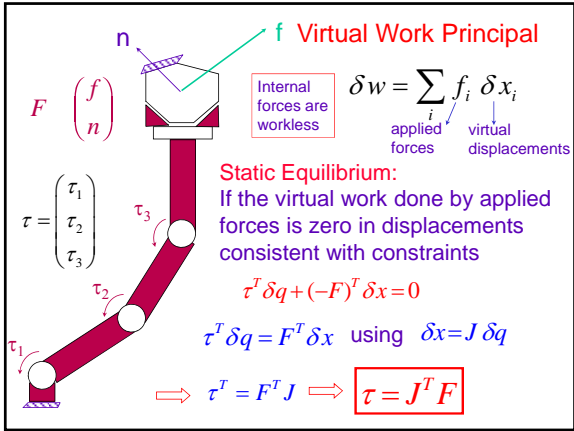 n
f
Virtual Work Principal
F (f n)
Internal forces are workless
δw = ∑_i f_i δx_i
applied forces
virtual displacements
Static Equilibrium:
If the virtual work done by applied
forces is zero in displacements
consistent with constraints
τ = (τ₁ τ₂ τ₃)
τ₃
τ₂
τ₁
τ^T δq + (-F)^T δx = 0
τ^T δq = F^T δx using δx = J δq
⇒ τ^T = F^T J ⇒ τ = J^T F